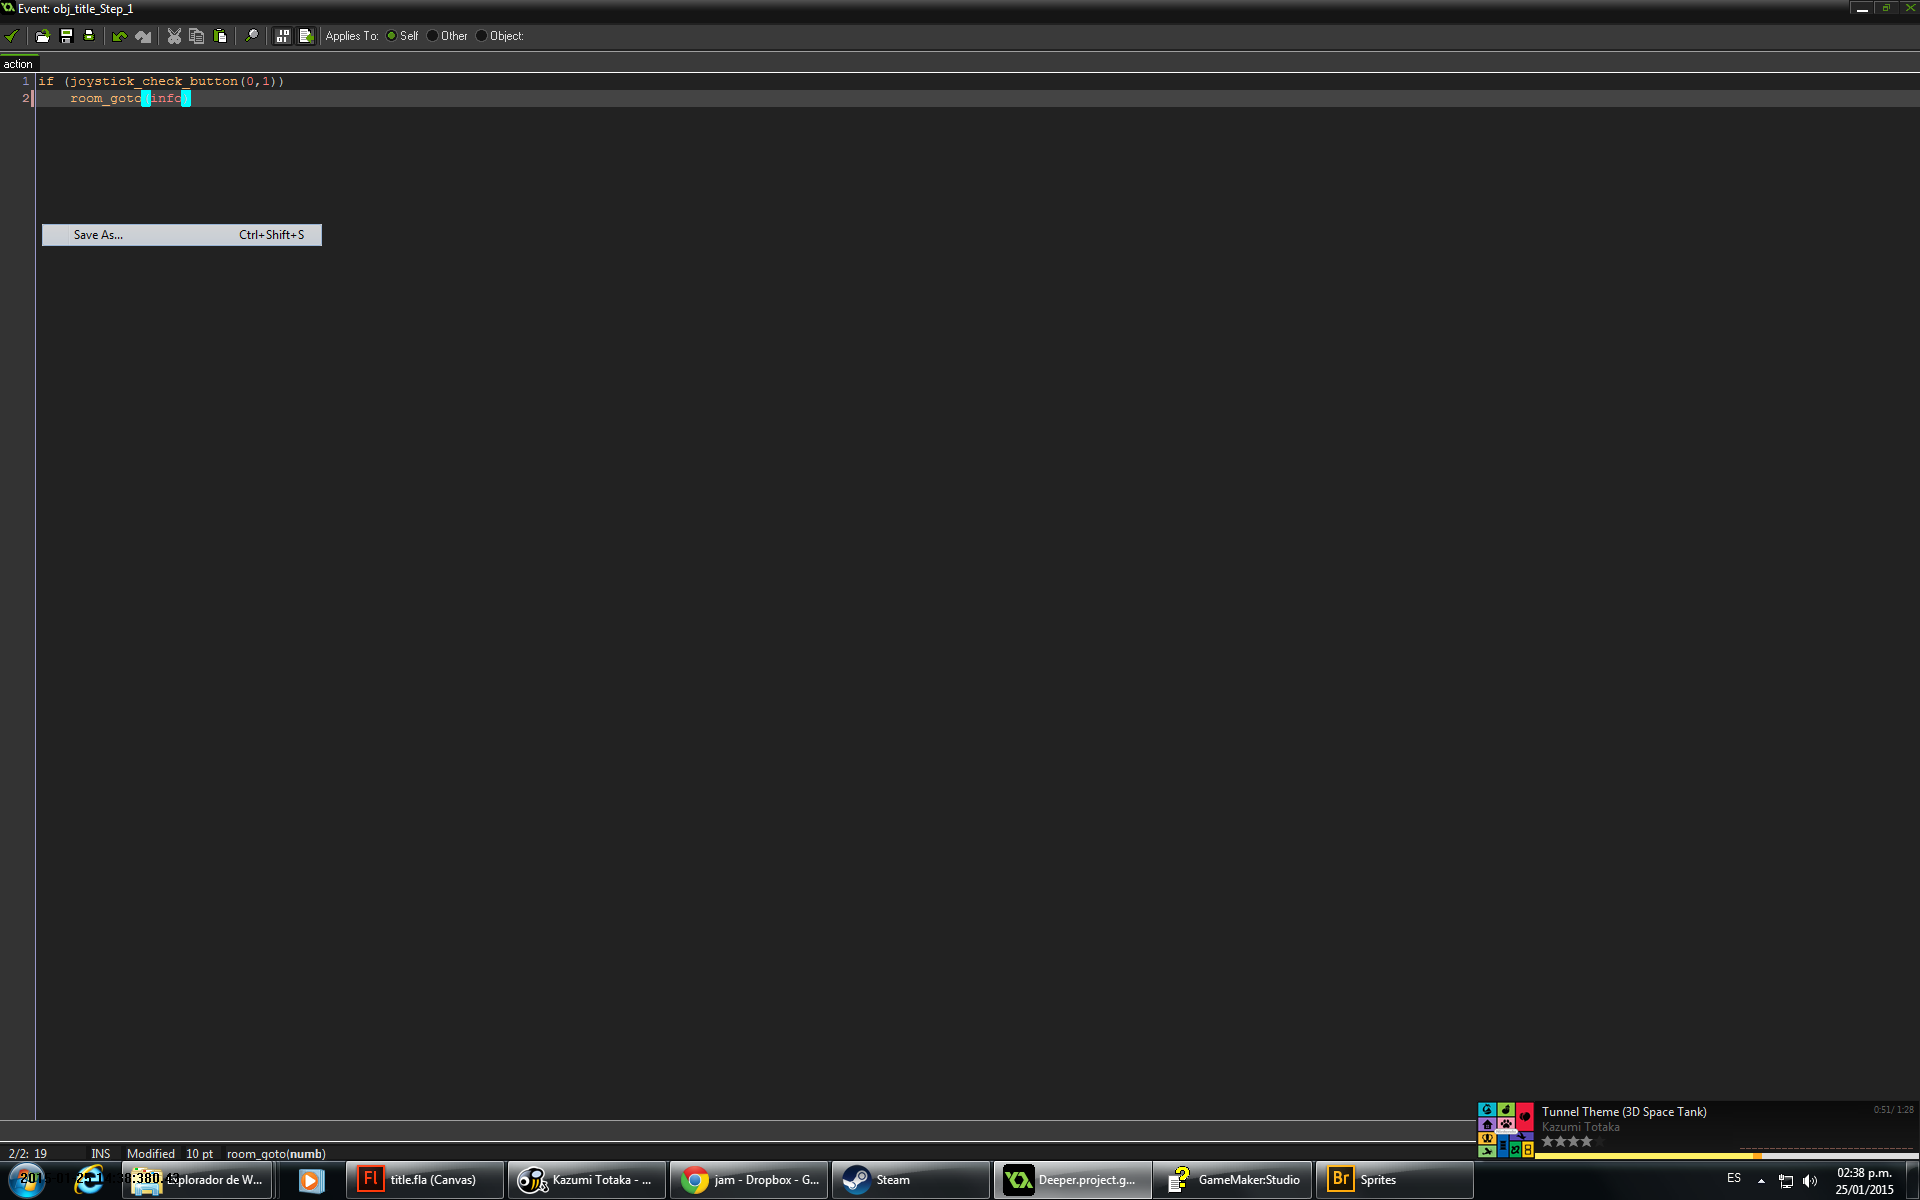 Event: obj_title_Step_1
Applies To: Self Other Object:
action
1 if (joystick_check_button(0,1))
2 room_goto(info)
Save As... Ctrl+Shift+S
Tunnel Theme (3D Space Tank) 0:51/ 1:28
Kazumi Totaka
2/2: 19 INS Modified 10 pt room_goto(numb)
Explorador de W...
Fl title.fla (Canvas)
Kazumi Totaka - ...
jam - Dropbox - G...
Steam
Deeper.project.g...
GameMaker:Studio
Br Sprites
ES
02:38 p.m.
25/01/2015